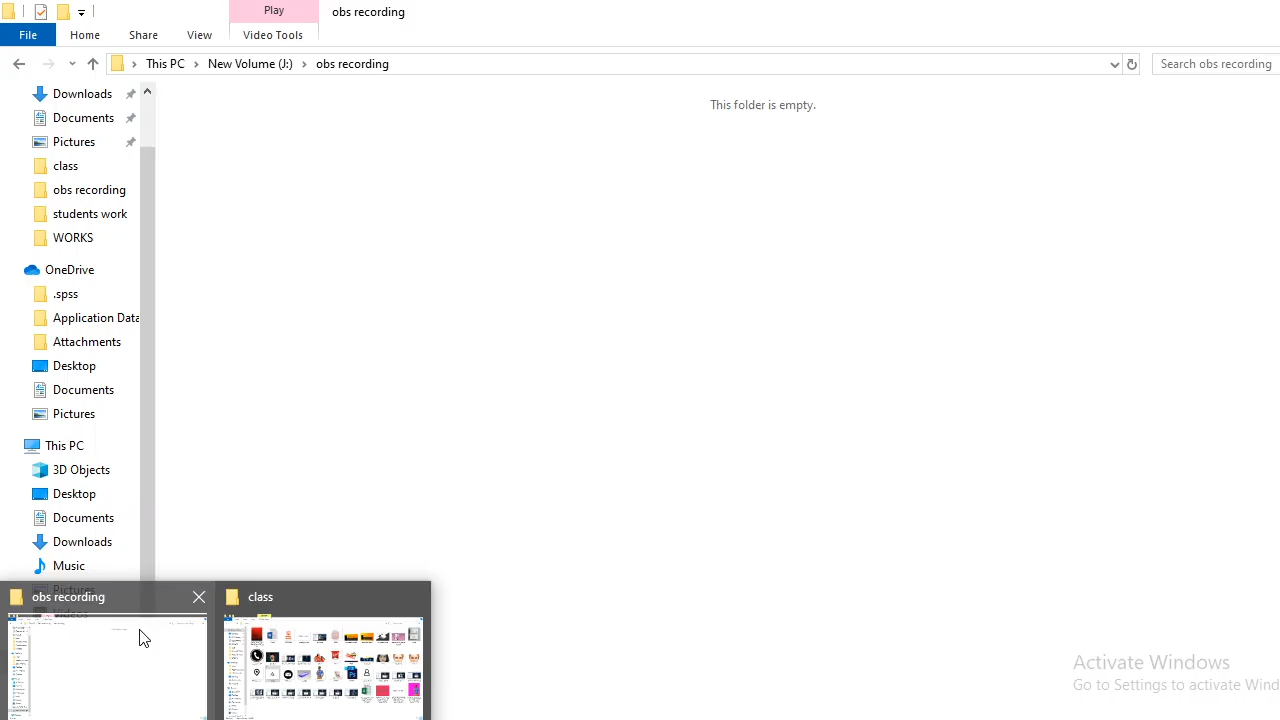 Play
obs recording
File
Home
Share
View
Video Tools
This PC
New Volume (J:)
obs recording
Search obs recording
Downloads
Documents
Pictures
class
obs recording
students work
WORKS
OneDrive
.spss
Application Data
Attachments
Desktop
Documents
Pictures
This PC
3D Objects
Desktop
Documents
Downloads
Music
Pictures
Videos
This folder is empty.
obs recording
class
Activate Windows
Go to Settings to activate Wind